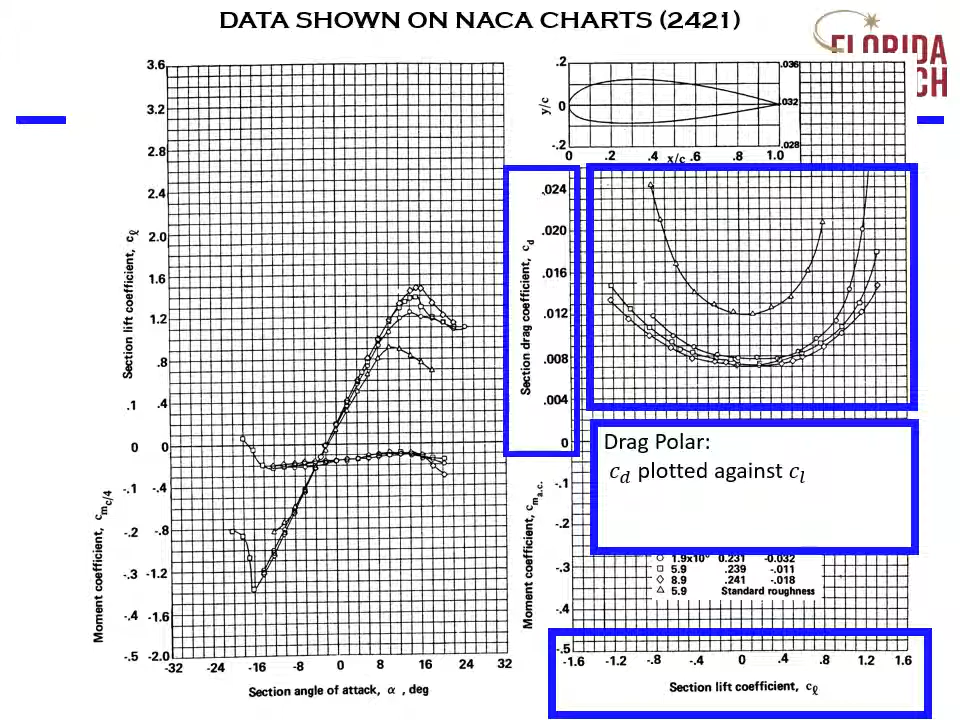 DATA SHOWN ON NACA CHARTS (2421)
FLORIDA
CH
3.6
3.2
2.8
2.4
2.0
1.6
1.2
.8
.4
0
-.4
-.8
-1.2
-1.6
-2.0
.1
0
-.1
-.2
-.3
-.4
-.5
Section lift coefficient, cℓ
Moment coefficient, c_mc/4
-32 -24 -16 -8 0 8 16 24 32
Section angle of attack, α , deg
.2
0
-.2
y/c
0 .2 .4 x/c .6 .8 1.0
.036
.032
.028
.024
.020
.016
.012
.008
.004
0
Section drag coefficient, cd
Drag Polar:
cd plotted against cl
-.1
-.2
-.3
-.4
-.5
Moment coefficient, c_ma.c.
1.9x10⁶ 0.231 -0.032
5.9 .239 -.011
8.9 .241 -.018
5.9 Standard roughness
-1.6 -1.2 -.8 -.4 0 .4 .8 1.2 1.6
Section lift coefficient, cℓ